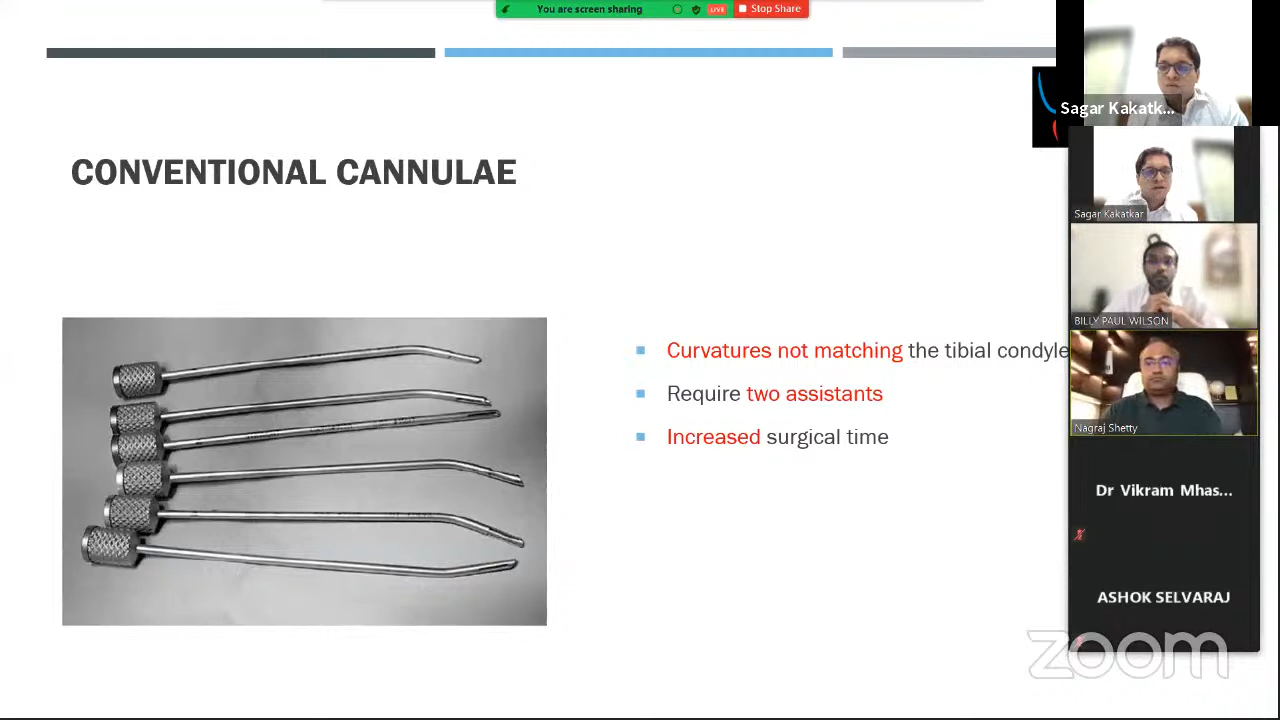 You are screen sharing
LIVE
Stop Share
Sagar Kakatk...
CONVENTIONAL CANNULAE
Sagar Kakatkar
BILLY PAUL WILSON
Curvatures not matching the tibial condyle
Require two assistants
Nagraj Shetty
Increased surgical time
Dr Vikram Mhas...
ASHOK SELVARAJ
zoom